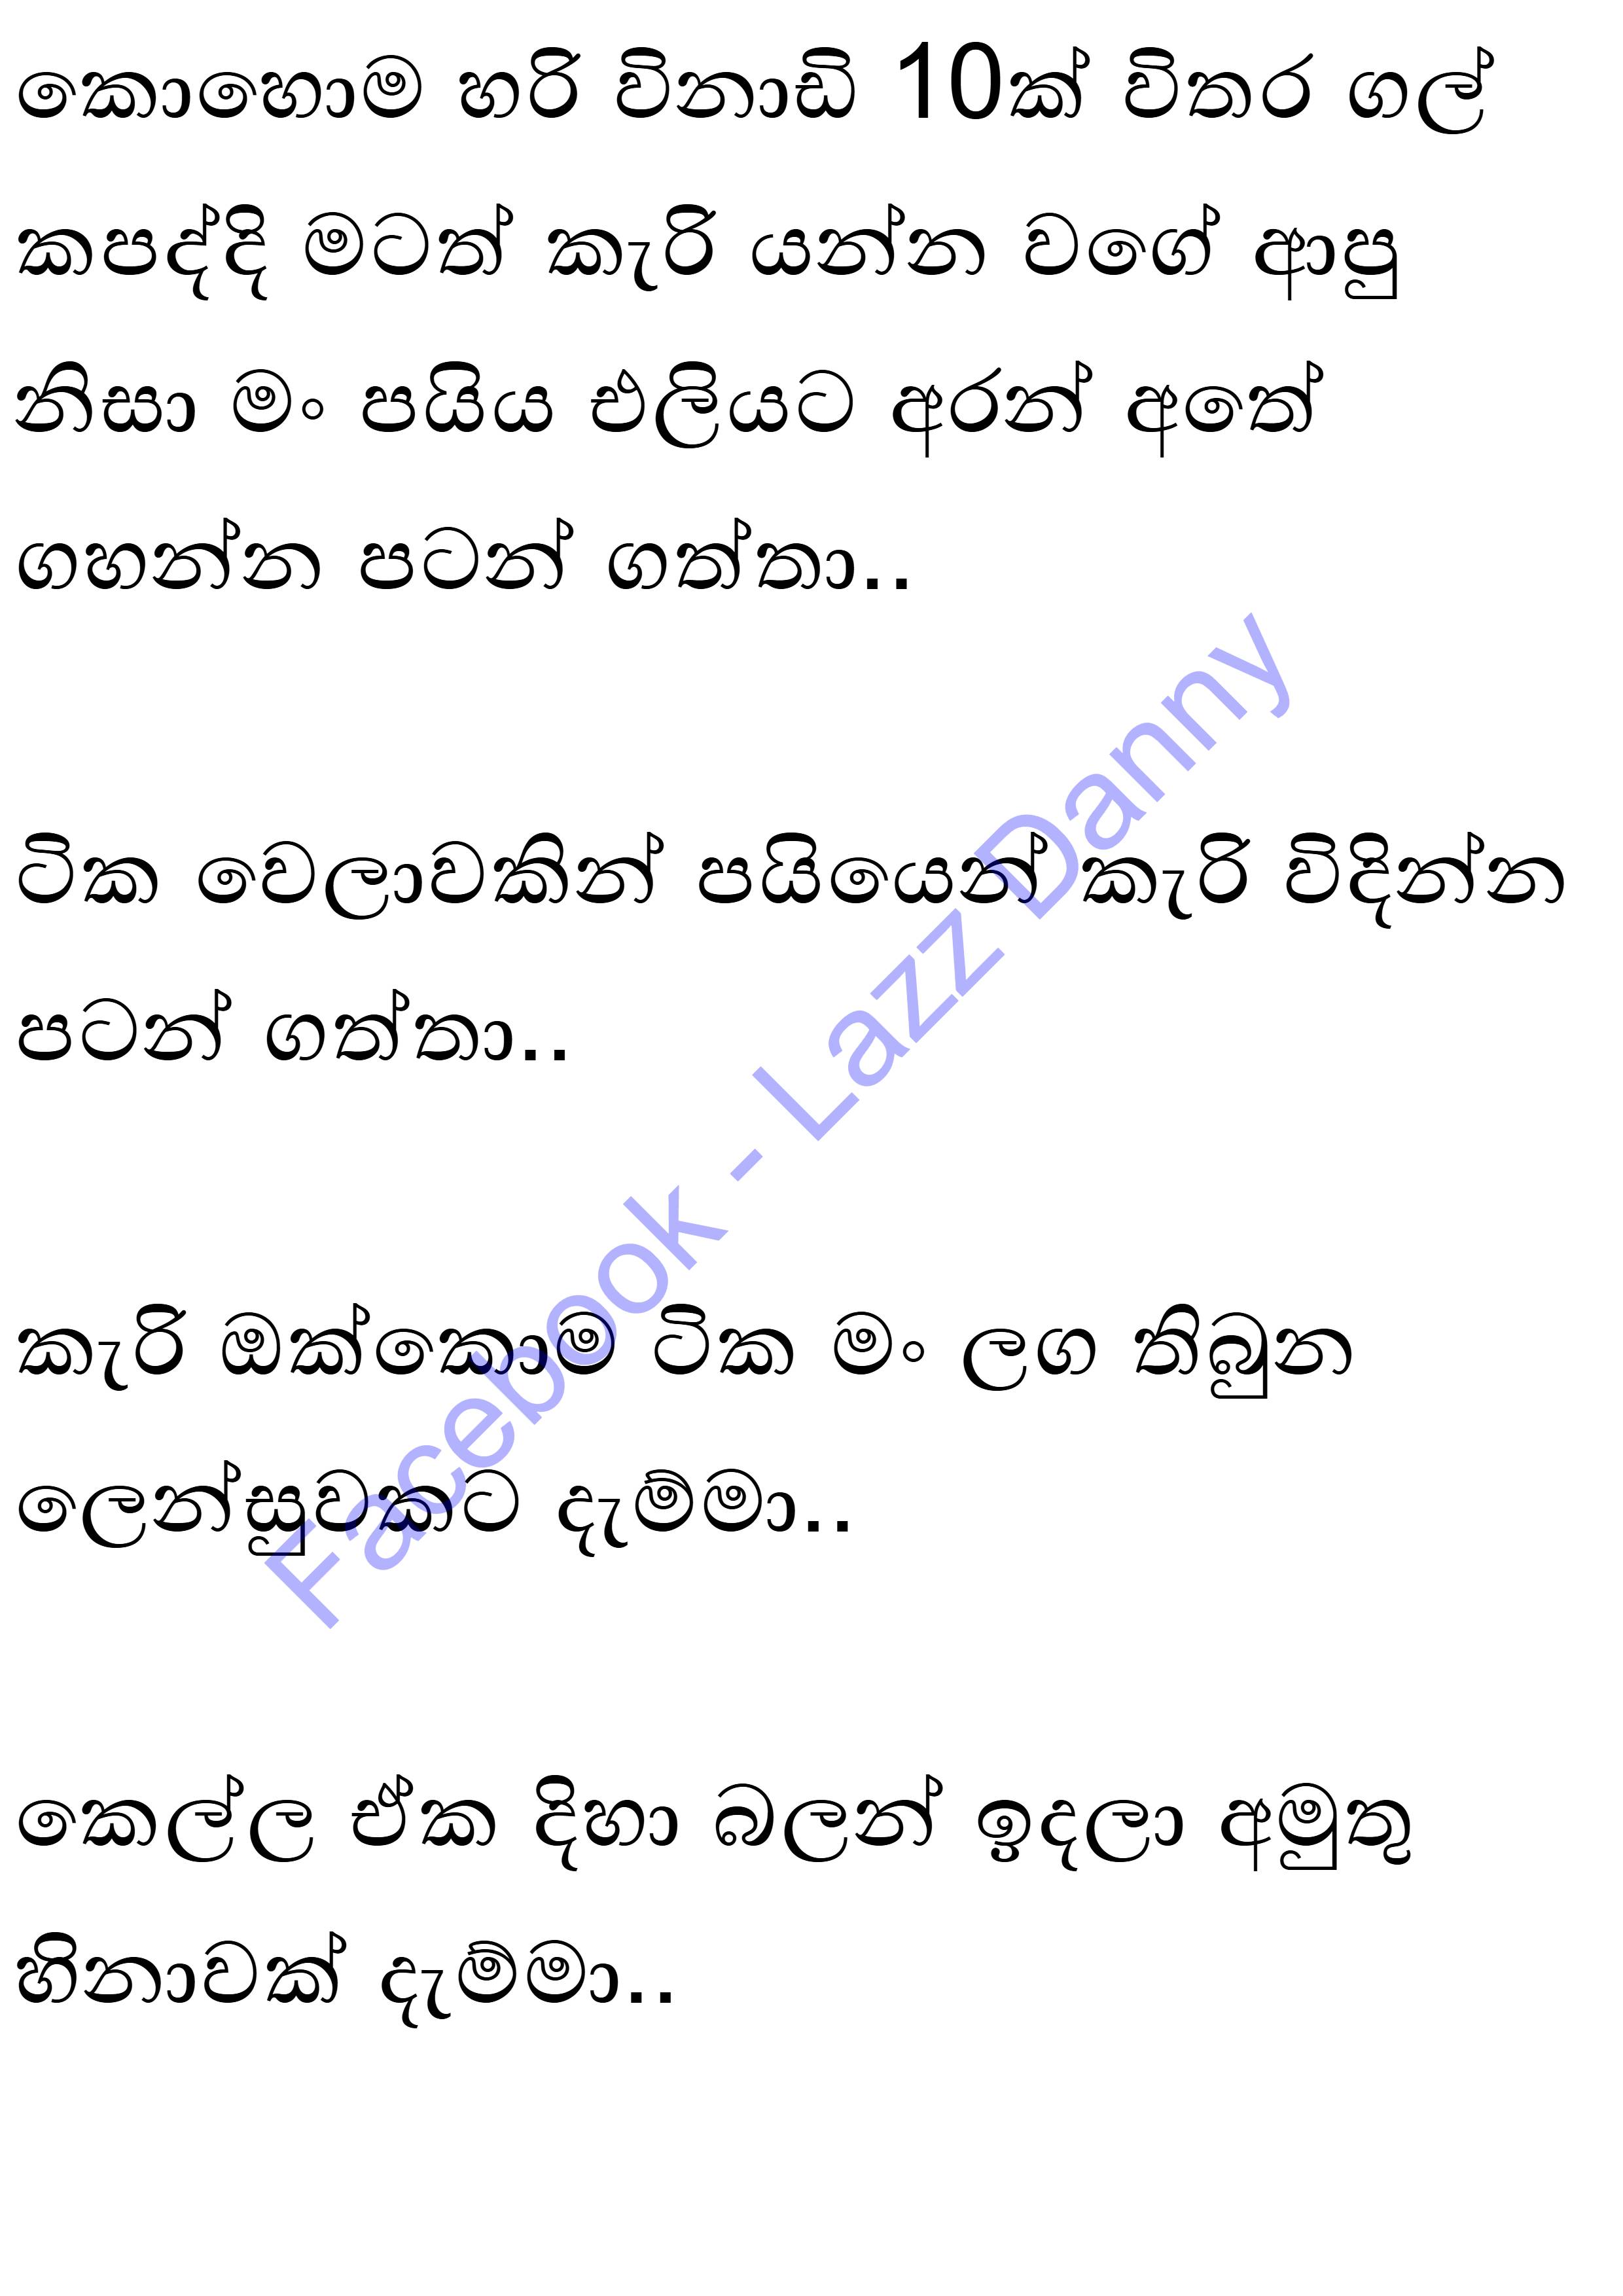 කොහොම හරි විනාඩි 10ක් විතර ගල්
කපද්දි මටත් කැරි යන්න වගේ ආපු
නිසා මං පයිය එලියට අරන් අතේ
ගහන්න පටන් ගත්තා..
ටික වෙලාවකින් පයියෙන් කැරි විදින්න
පටන් ගත්තා..
කැරි ඔක්කොම ටික මං ලග තිබුන
ලෙන්සුවකට දැම්මා..
කෙල්ල ඒක දිහා බලන් ඉදලා අමුතු
හිනාවක් දැම්මා..
Facebook - Lazz Danny